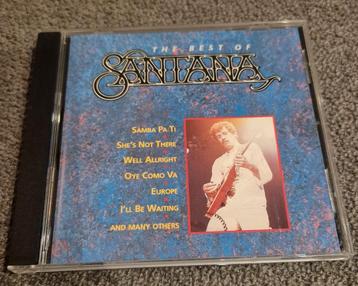 THE BEST OF
SANTANA
SAMBA PA TI
SHE'S NOT THERE
WELL ALLRIGHT
OYE COMO VA
EUROPE
I'LL BE WAITING
AND MANY OTHERS